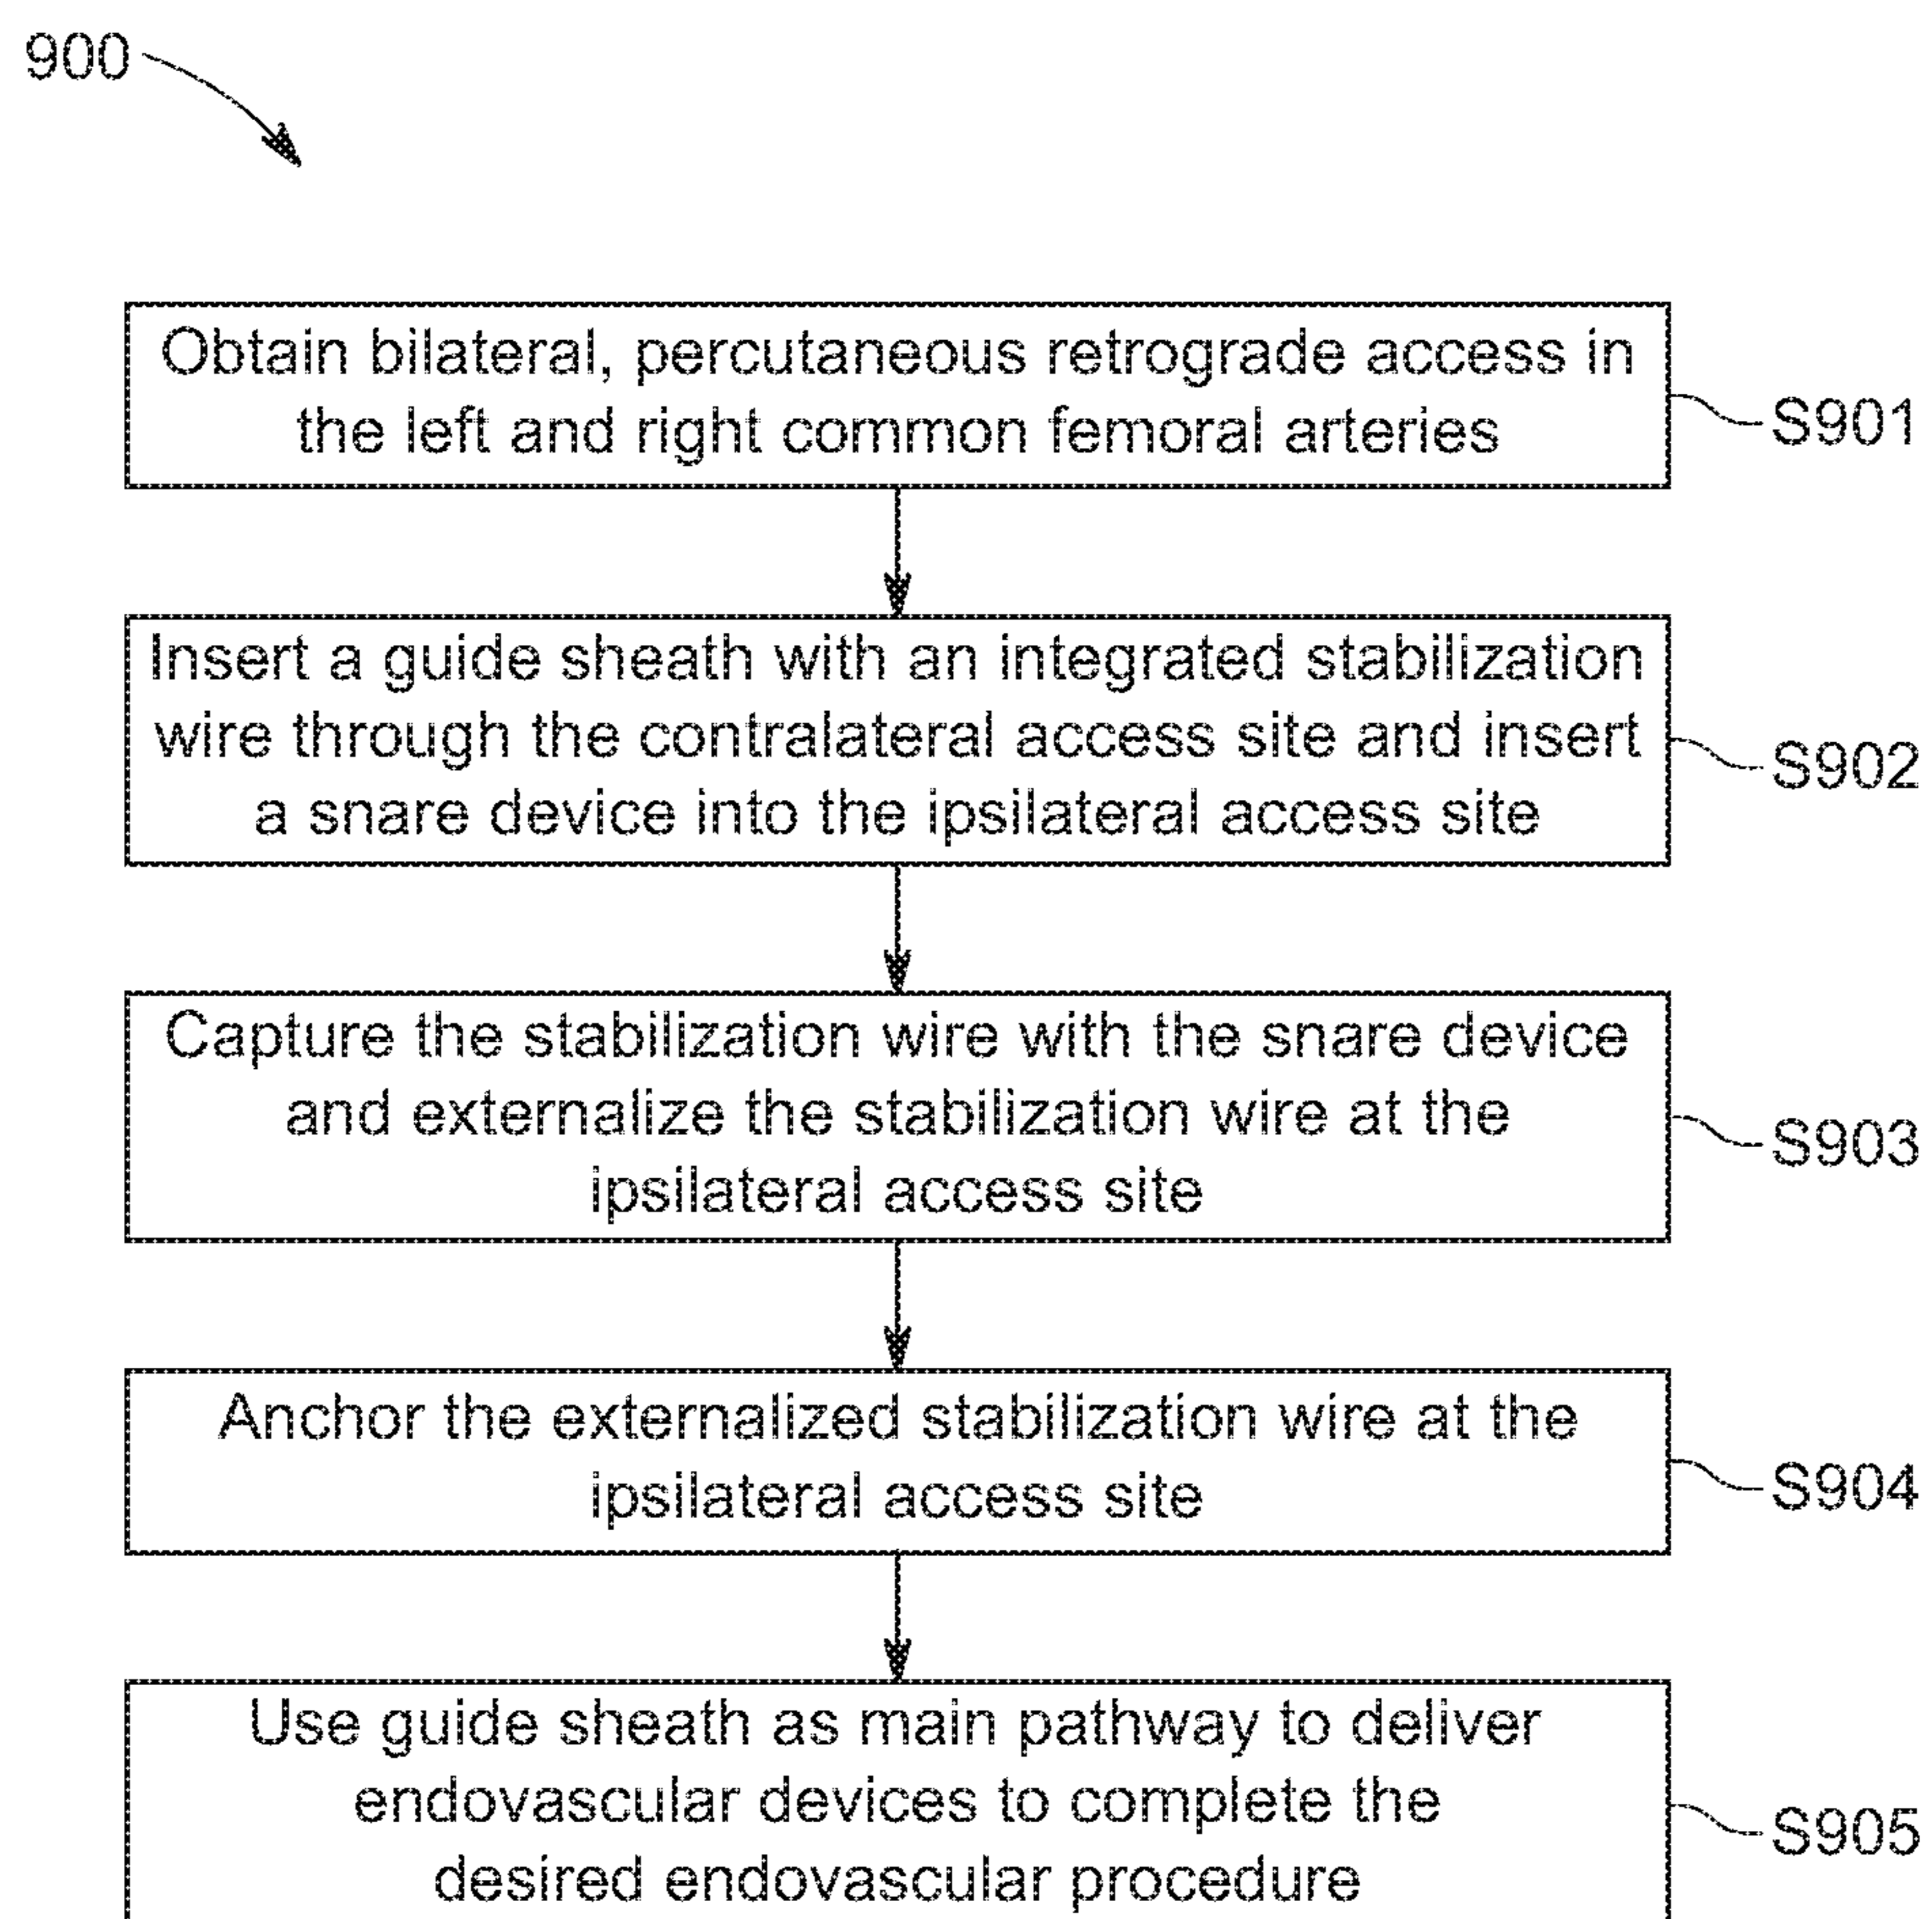 900
Obtain bilateral, percutaneous retrograde access in
the left and right common femoral arteries
S901
Insert a guide sheath with an integrated stabilization
wire through the contralateral access site and insert
a snare device into the ipsilateral access site
S902
Capture the stabilization wire with the snare device
and externalize the stabilization wire at the
ipsilateral access site
S903
Anchor the externalized stabilization wire at the
ipsilateral access site
S904
Use guide sheath as main pathway to deliver
endovascular devices to complete the
desired endovascular procedure
S905